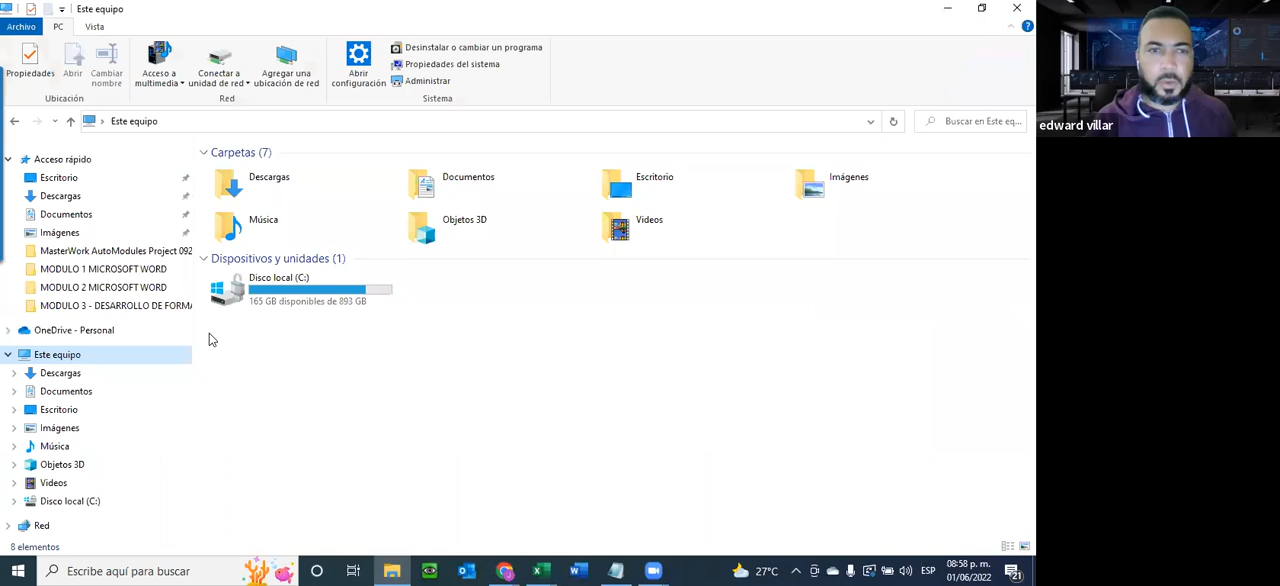 Este equipo
Archivo PC Vista
Propiedades Abrir Cambiar nombre
Ubicación
Acceso a multimedia Conectar a unidad de red Agregar una ubicación de red
Red
Abrir configuración
Desinstalar o cambiar un programa
Propiedades del sistema
Administrar
Sistema
Este equipo
Buscar en Este eq...
edward villar
Acceso rápido
Escritorio
Descargas
Documentos
Imágenes
MasterWork AutoModules Project 092
MODULO 1 MICROSOFT WORD
MODULO 2 MICROSOFT WORD
MODULO 3 - DESARROLLO DE FORMA
OneDrive - Personal
Este equipo
Descargas
Documentos
Escritorio
Imágenes
Música
Objetos 3D
Videos
Disco local (C:)
Red
Carpetas (7)
Descargas Documentos Escritorio Imágenes
Música Objetos 3D Videos
Dispositivos y unidades (1)
Disco local (C:)
165 GB disponibles de 893 GB
8 elementos
Escribe aquí para buscar
27°C
ESP
08:58 p. m.
01/06/2022
21